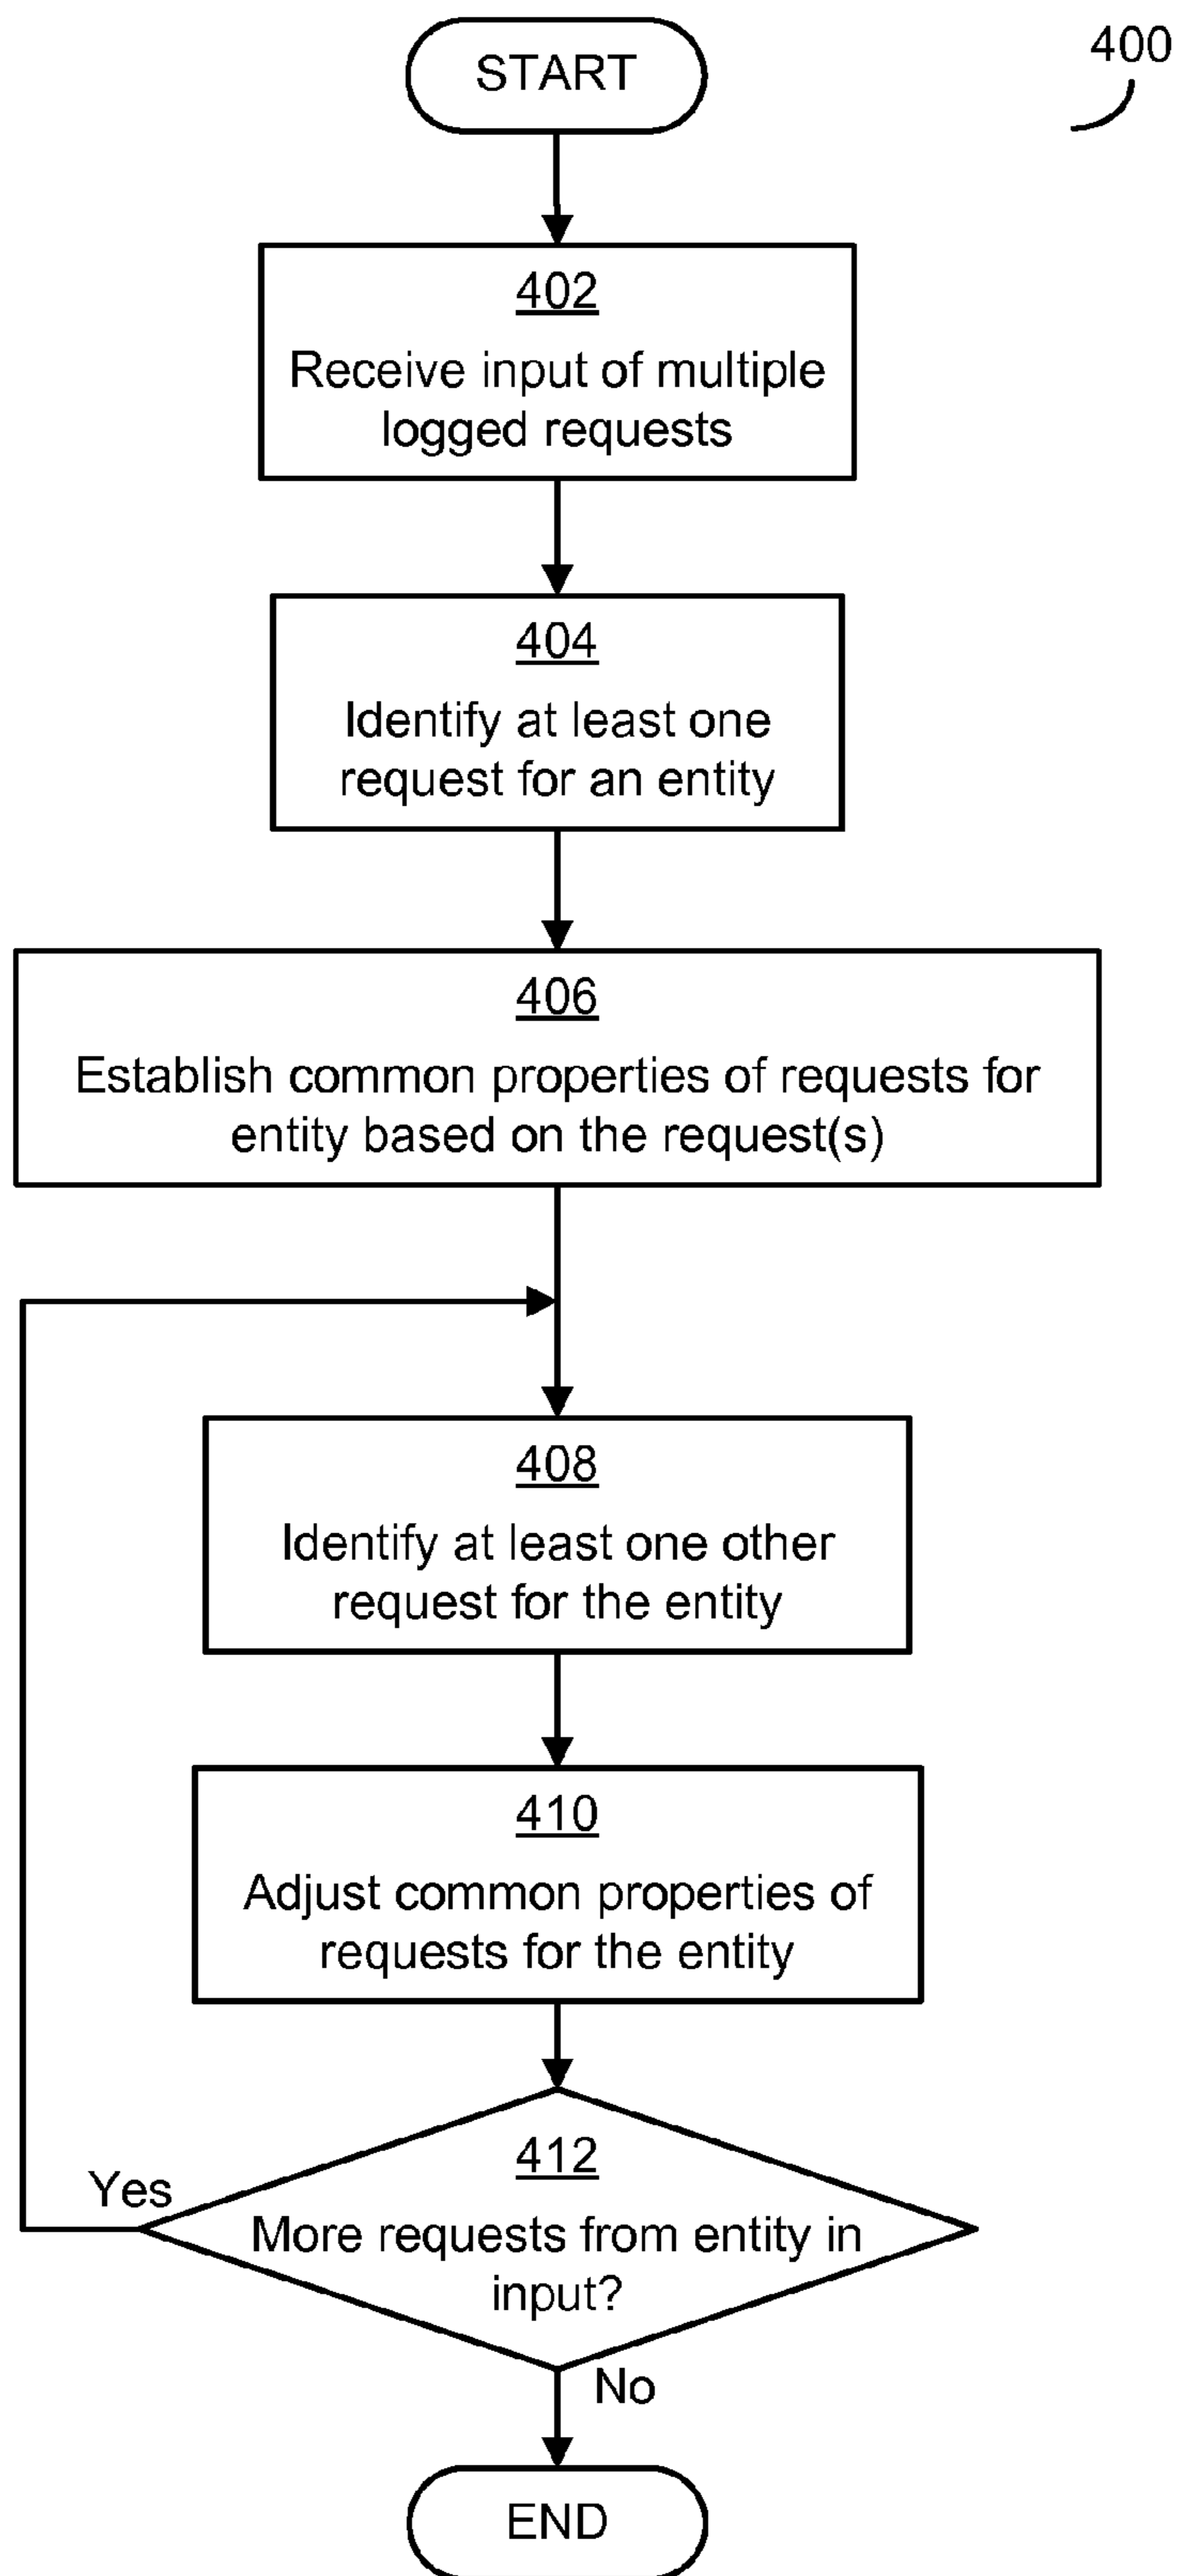 START
400
402
Receive input of multiple
logged requests
404
Identify at least one
request for an entity
406
Establish common properties of requests for
entity based on the request(s)
408
Identify at least one other
request for the entity
410
Adjust common properties of
requests for the entity
412
Yes
More requests from entity in
input?
No
END